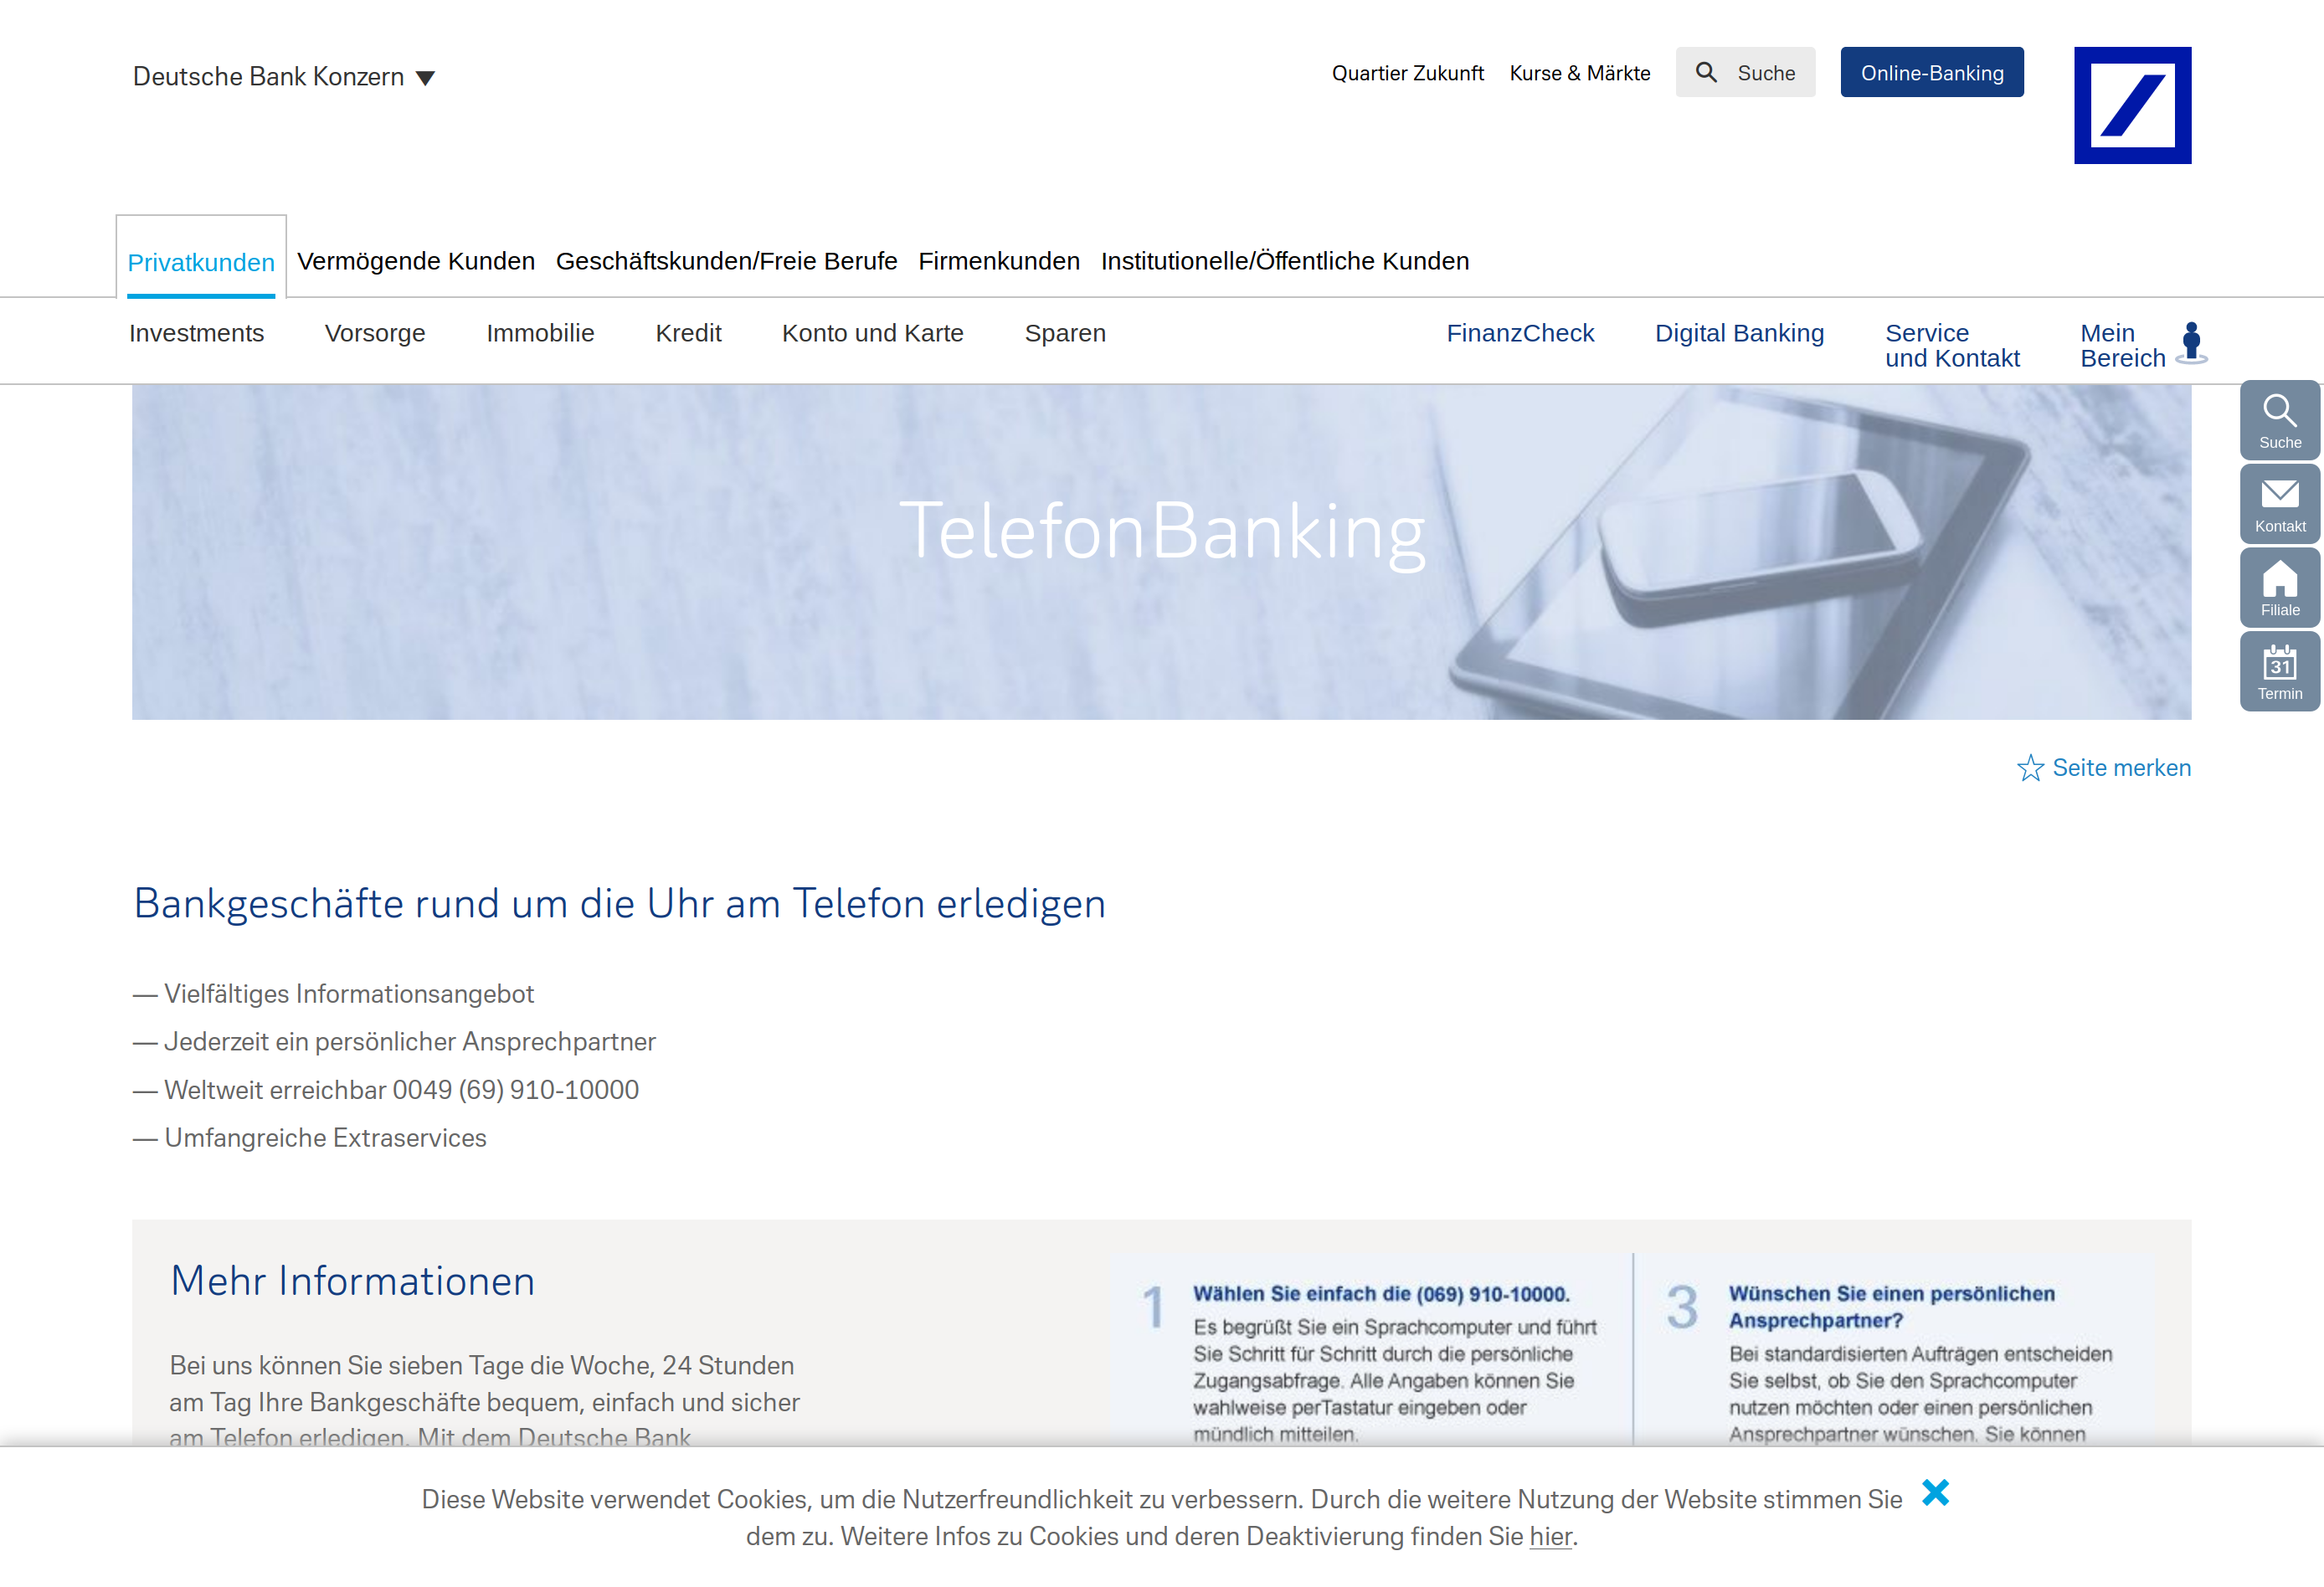 Deutsche Bank Konzern
Quartier Zukunft
Kurse & Märkte
Suche
Online-Banking
Privatkunden
Vermögende Kunden
Geschäftskunden/Freie Berufe
Firmenkunden
Institutionelle/Öffentliche Kunden
Investments
Vorsorge
Immobilie
Kredit
Konto und Karte
Sparen
FinanzCheck
Digital Banking
Service
und Kontakt
Mein
Bereich
Suche
Kontakt
Filiale
31
Termin
TelefonBanking
Seite merken
Bankgeschäfte rund um die Uhr am Telefon erledigen
— Vielfältiges Informationsangebot
— Jederzeit ein persönlicher Ansprechpartner
— Weltweit erreichbar 0049 (69) 910-10000
— Umfangreiche Extraservices
Mehr Informationen
Bei uns können Sie sieben Tage die Woche, 24 Stunden
am Tag Ihre Bankgeschäfte bequem, einfach und sicher
am Telefon erledigen. Mit dem Deutsche Bank
1
Wählen Sie einfach die (069) 910-10000.
Es begrüßt Sie ein Sprachcomputer und führt
Sie Schritt für Schritt durch die persönliche
Zugangsabfrage. Alle Angaben können Sie
wahlweise perTastatur eingeben oder
mündlich mitteilen.
3
Wünschen Sie einen persönlichen
Ansprechpartner?
Bei standardisierten Aufträgen entscheiden
Sie selbst, ob Sie den Sprachcomputer
nutzen möchten oder einen persönlichen
Ansprechpartner wünschen. Sie können
Diese Website verwendet Cookies, um die Nutzerfreundlichkeit zu verbessern. Durch die weitere Nutzung der Website stimmen Sie
dem zu. Weitere Infos zu Cookies und deren Deaktivierung finden Sie hier.